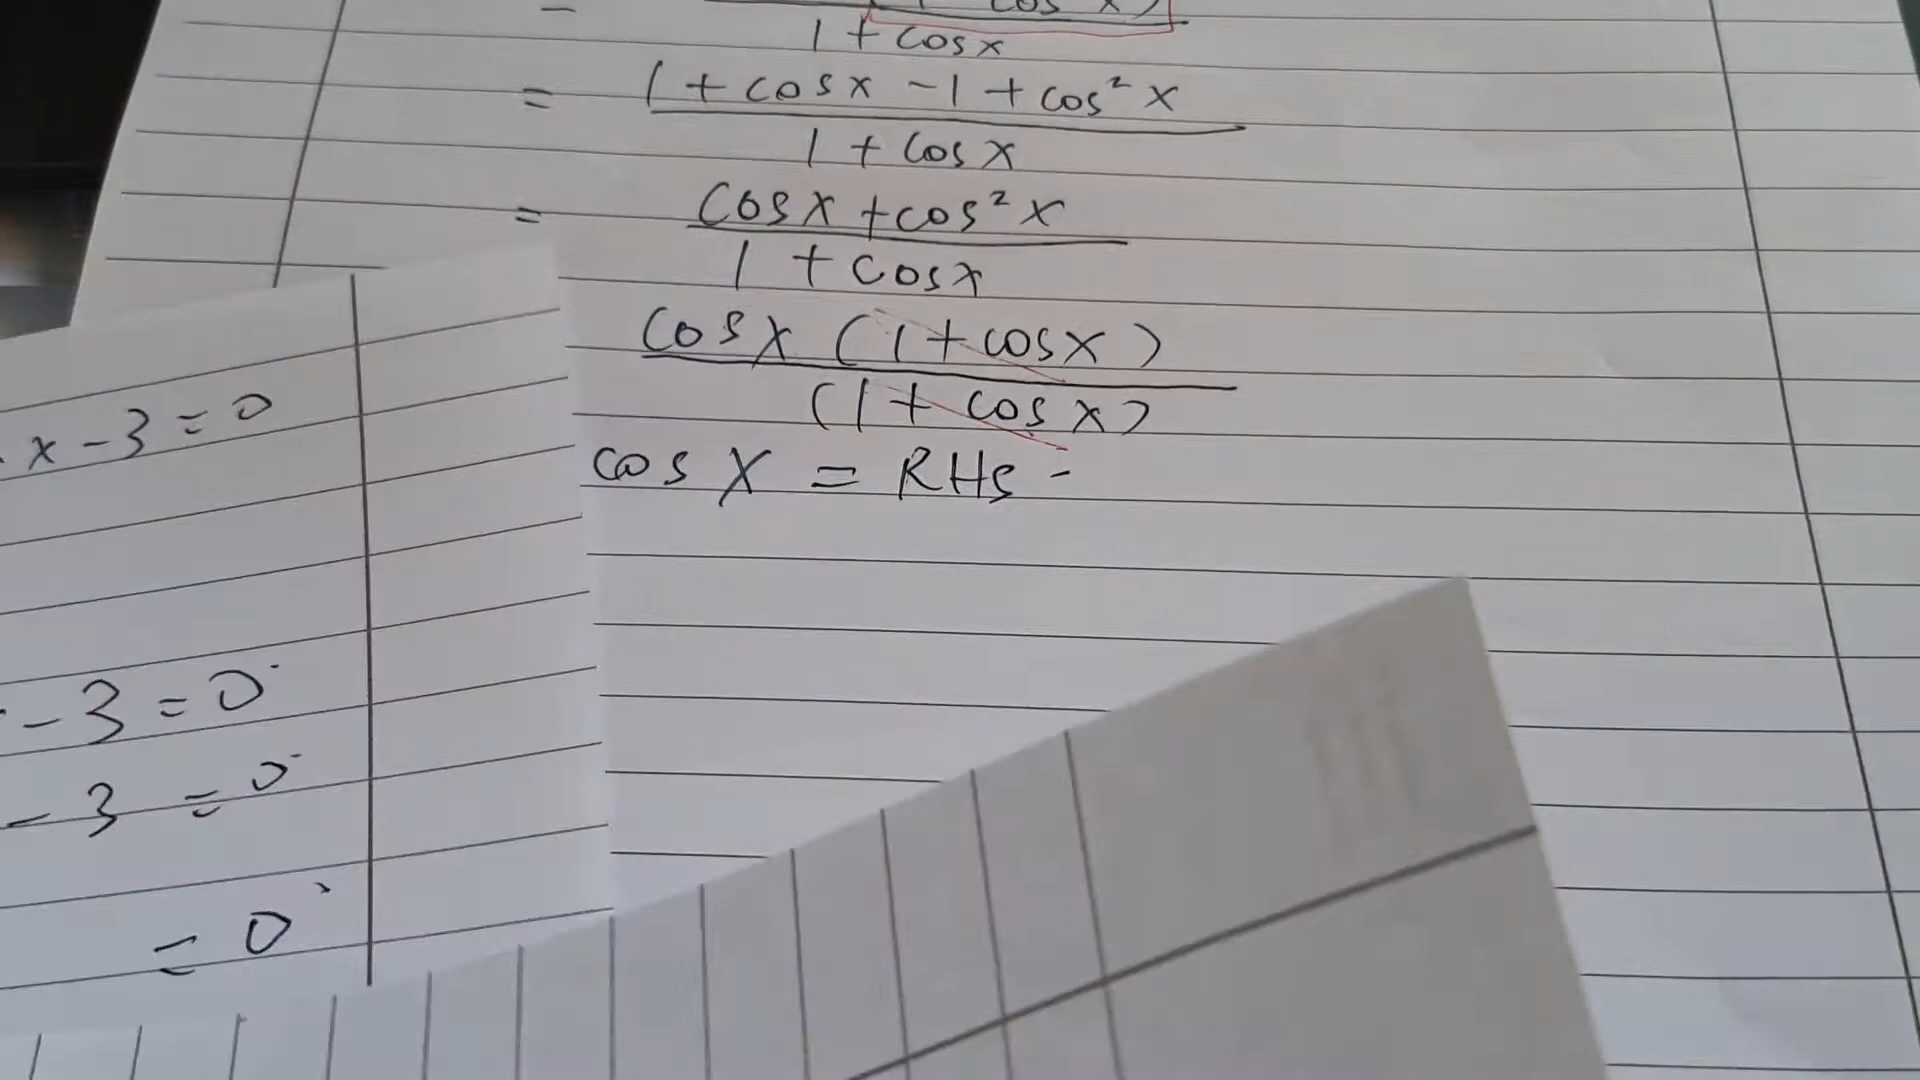 cos x)
1 + cos x
= 1 + cos x - 1 + cos² x
1 + cos x
= cos x + cos² x
1 + cos x
cos x (1 + cos x)
(1 + cos x)
cos x = RHS -
x - 3 = 0
- 3 = 0
- 3 = 0
= 0